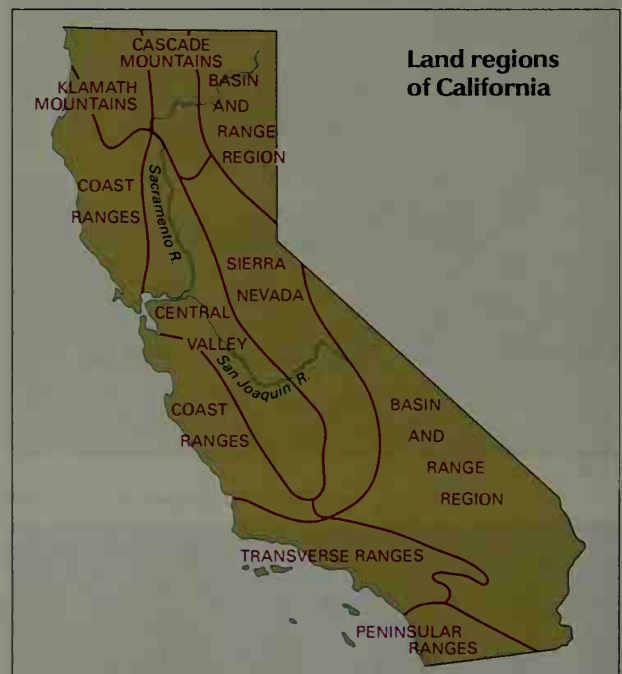 Land regions
of California
CASCADE
MOUNTAINS
KLAMATH
MOUNTAINS
BASIN
AND
RANGE
REGION
COAST
RANGES
Sacramento R.
SIERRA
NEVADA
CENTRAL
VALLEY
San Joaquin R.
COAST
RANGES
BASIN
AND
RANGE
REGION
TRANSVERSE RANGES
PENINSULAR
RANGES